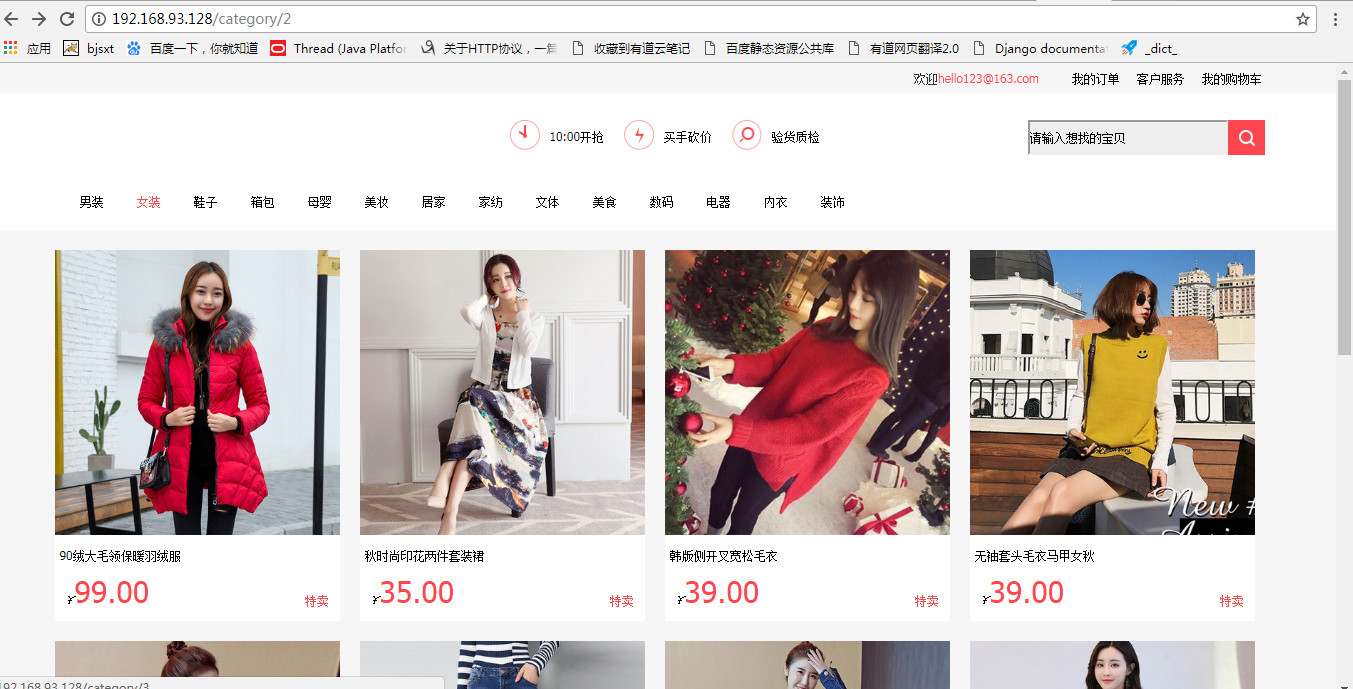 192.168.93.128/category/2
应用 bjsxt 百度一下，你就知道 Thread (Java Platfor 关于HTTP协议，一篇 收藏到有道云笔记 百度静态资源公共库 有道网页翻译2.0 Django documentat _dict_
欢迎hello123@163.com 我的订单 客户服务 我的购物车
10:00开抢 买手砍价 验货质检 请输入想找的宝贝
男装 女装 鞋子 箱包 母婴 美妆 居家 家纺 文体 美食 数码 电器 内衣 装饰
New #
90绒大毛领保暖羽绒服 秋时尚印花两件套装裙 韩版侧开叉宽松毛衣 无袖套头毛衣马甲女秋
¥99.00 特卖 ¥35.00 特卖 ¥39.00 特卖 ¥39.00 特卖
192.168.93.128/category/3